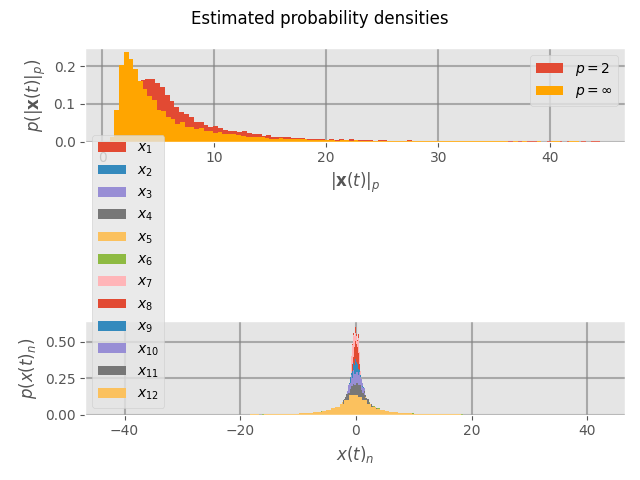 Estimated probability densities
p(|x(t)|ₚ)
0.2
0.1
0.0
p = 2
p = ∞
0
10
20
30
40
|x(t)|ₚ
x₁
x₂
x₃
x₄
x₅
x₆
x₇
x₈
x₉
x₁₀
x₁₁
x₁₂
p(x(t)ₙ)
0.50
0.25
0.00
−40
−20
0
20
40
x(t)ₙ